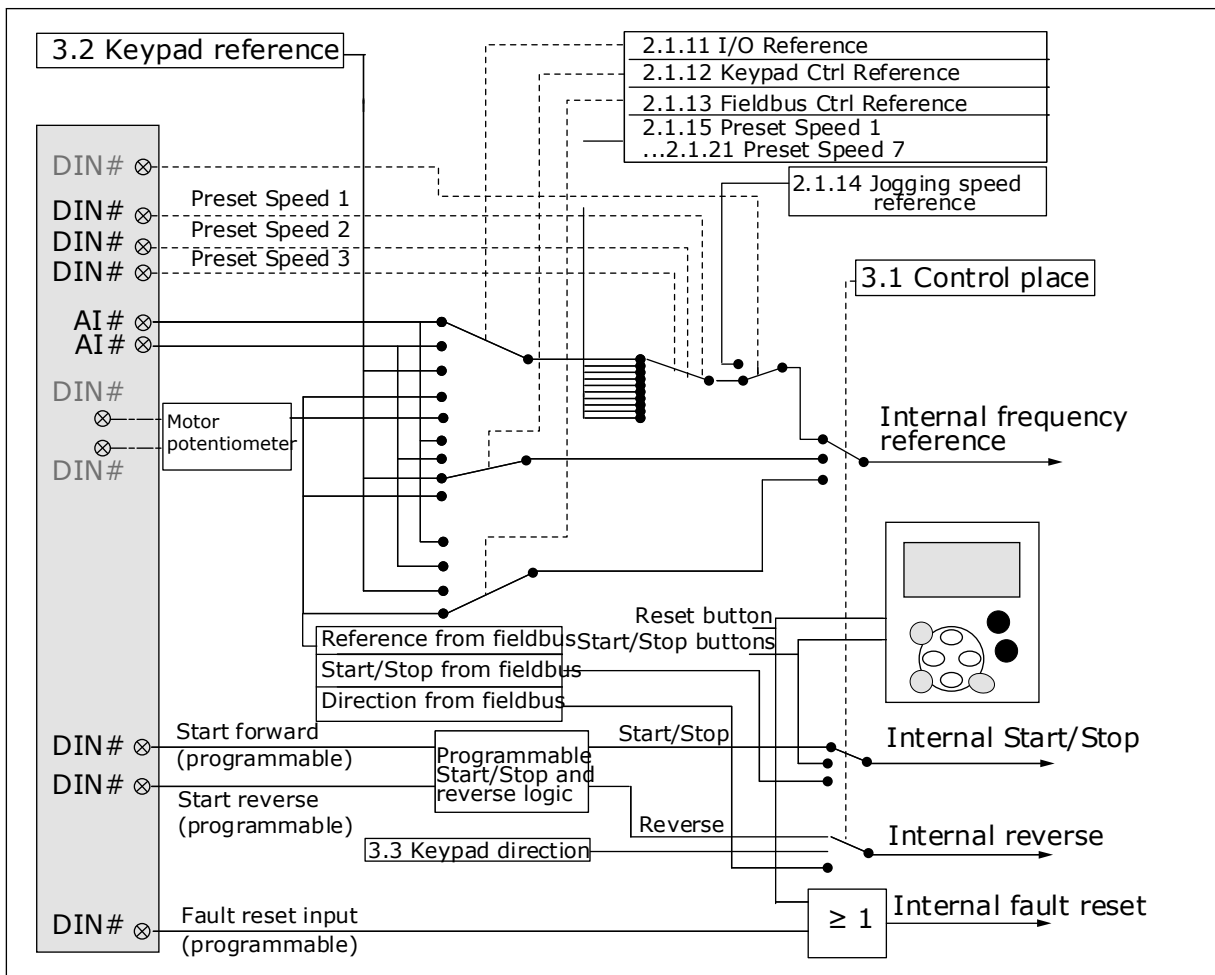 3.2 Keypad reference
2.1.11 I/O Reference
2.1.12 Keypad Ctrl Reference
2.1.13 Fieldbus Ctrl Reference
2.1.15 Preset Speed 1
...2.1.21 Preset Speed 7
2.1.14 Jogging speed
reference
3.1 Control place
DIN#
DIN#
Preset Speed 1
DIN#
Preset Speed 2
DIN#
Preset Speed 3
AI#
AI#
DIN#
DIN#
Motor
potentiometer
Internal frequency
reference
Reset button
Start/Stop buttons
Reference from fieldbus
Start/Stop from fieldbus
Direction from fieldbus
DIN#
Start forward
(programmable)
DIN#
Start reverse
(programmable)
Programmable
Start/Stop and
reverse logic
Start/Stop
Internal Start/Stop
Reverse
3.3 Keypad direction
Internal reverse
DIN#
Fault reset input
(programmable)
≥ 1
Internal fault reset